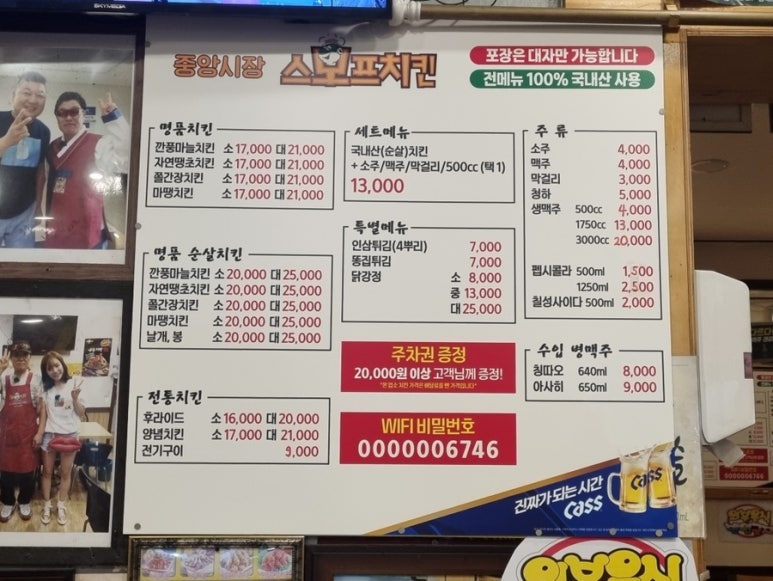 SKYMEDIA
중앙시장 스모프치킨
포장은 대자만 가능합니다
전메뉴 100% 국내산 사용
명품치킨
깐풍마늘치킨 소 17,000 대 21,000
자연땡초치킨 소 17,000 대 21,000
쫄간장치킨 소 17,000 대 21,000
마땡치킨 소 17,000 대 21,000
명품 순살치킨
깐풍마늘치킨 소 20,000 대 25,000
자연땡초치킨 소 20,000 대 25,000
쫄간장치킨 소 20,000 대 25,000
마땡치킨 소 20,000 대 25,000
날개, 봉 소 20,000 대 25,000
전통치킨
후라이드 소 16,000 대 20,000
양념치킨 소 17,000 대 21,000
전기구이 9,000
세트메뉴
국내산(순살)치킨
+ 소주/맥주/막걸리/500cc (택1)
13,000
특별메뉴
인삼튀김(4뿌리) 7,000
똥집튀김 7,000
닭강정 소 8,000
중 13,000
대 25,000
주차권 증정
20,000원 이상 고객님께 증정!
WIFI 비밀번호
0000006746
주 류
소주 4,000
맥주 4,000
막걸리 3,000
청하 5,000
생맥주 500cc 4,000
1750cc 13,000
3000cc 20,000
펩시콜라 500ml 1,500
1250ml 2,500
칠성사이다 500ml 2,000
수입 병맥주
칭따오 640ml 8,000
아사히 650ml 9,000
진짜가 되는 시간
Cass
Cass
Cass
술